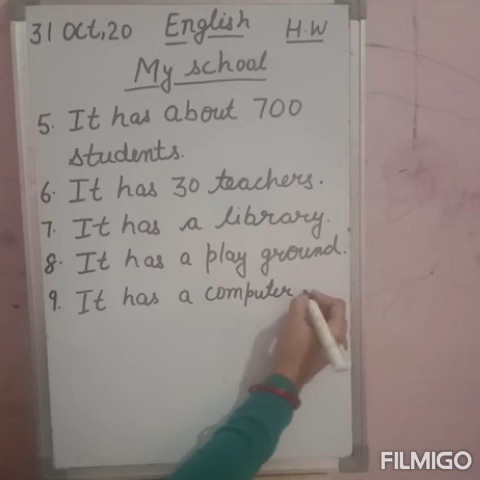 31 Oct,20 English H.W
My school
5. It has about 700
students.
6. It has 30 teachers.
7. It has a library.
8. It has a play ground.
9. It has a computer
FILMIGO